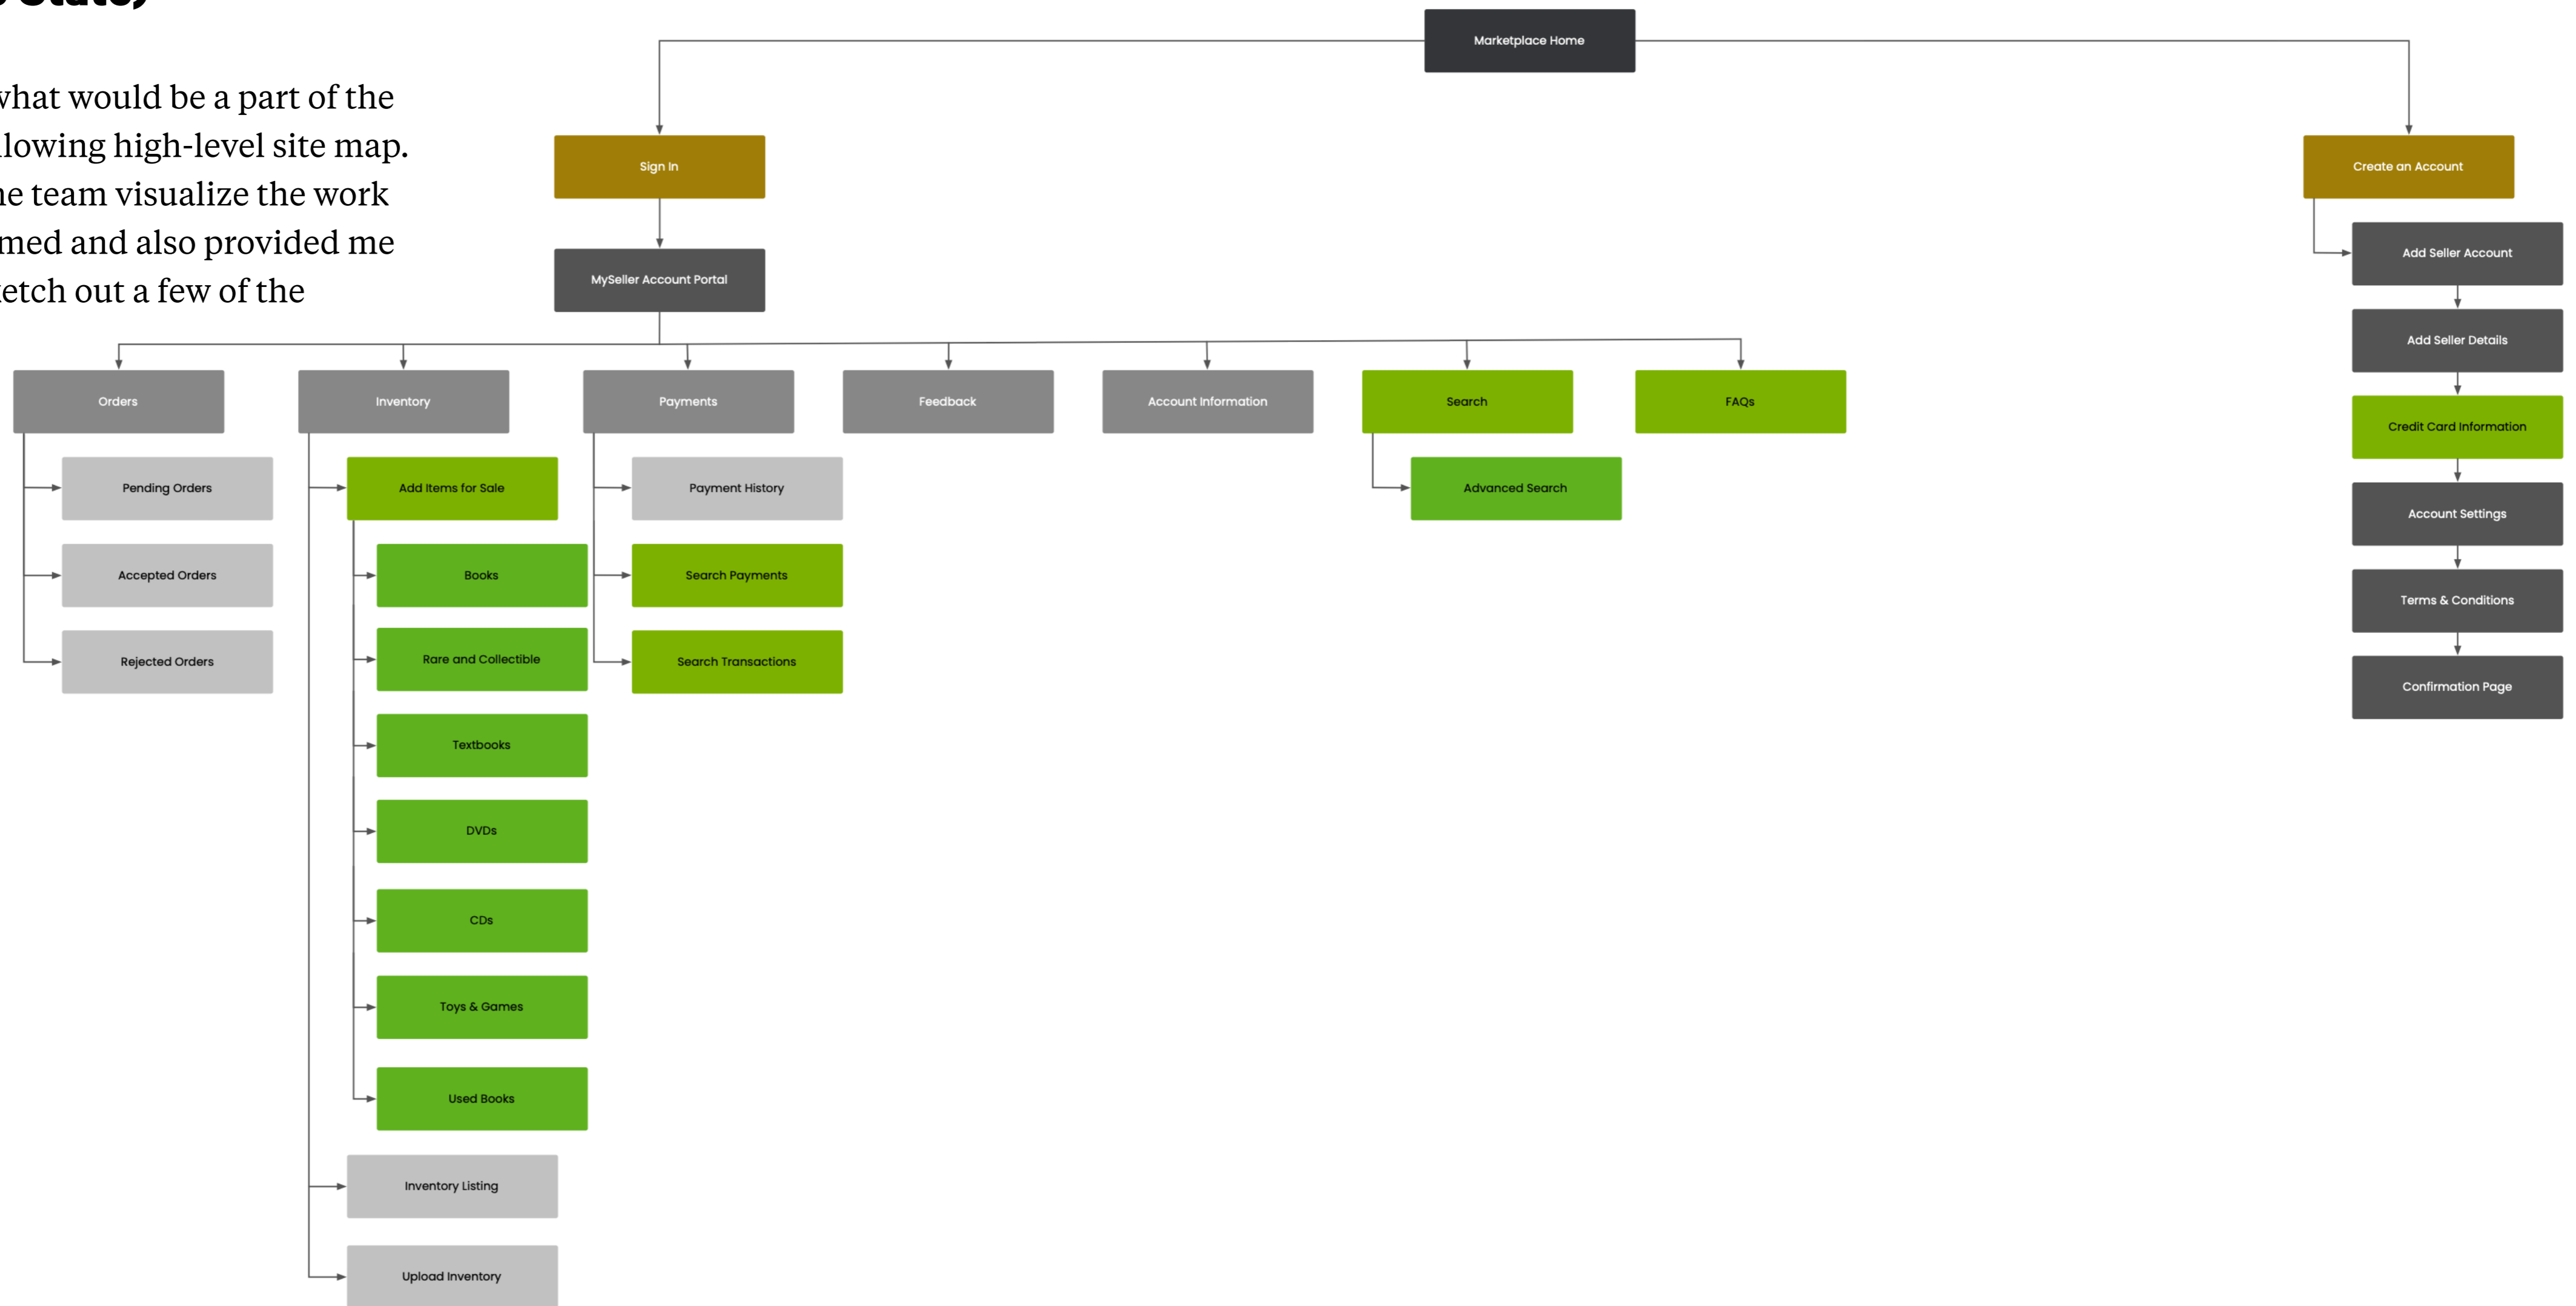 State,
what would be a part of the
llowing high-level site map.
he team visualize the work
med and also provided me
ketch out a few of the
Marketplace Home
Sign In
Create an Account
MySeller Account Portal
Add Seller Account
Add Seller Details
Credit Card Information
Account Settings
Terms & Conditions
Confirmation Page
Orders
Inventory
Payments
Feedback
Account Information
Search
FAQs
Pending Orders
Accepted Orders
Rejected Orders
Add Items for Sale
Books
Rare and Collectible
Textbooks
DVDs
CDs
Toys & Games
Used Books
Inventory Listing
Upload Inventory
Payment History
Search Payments
Search Transactions
Advanced Search